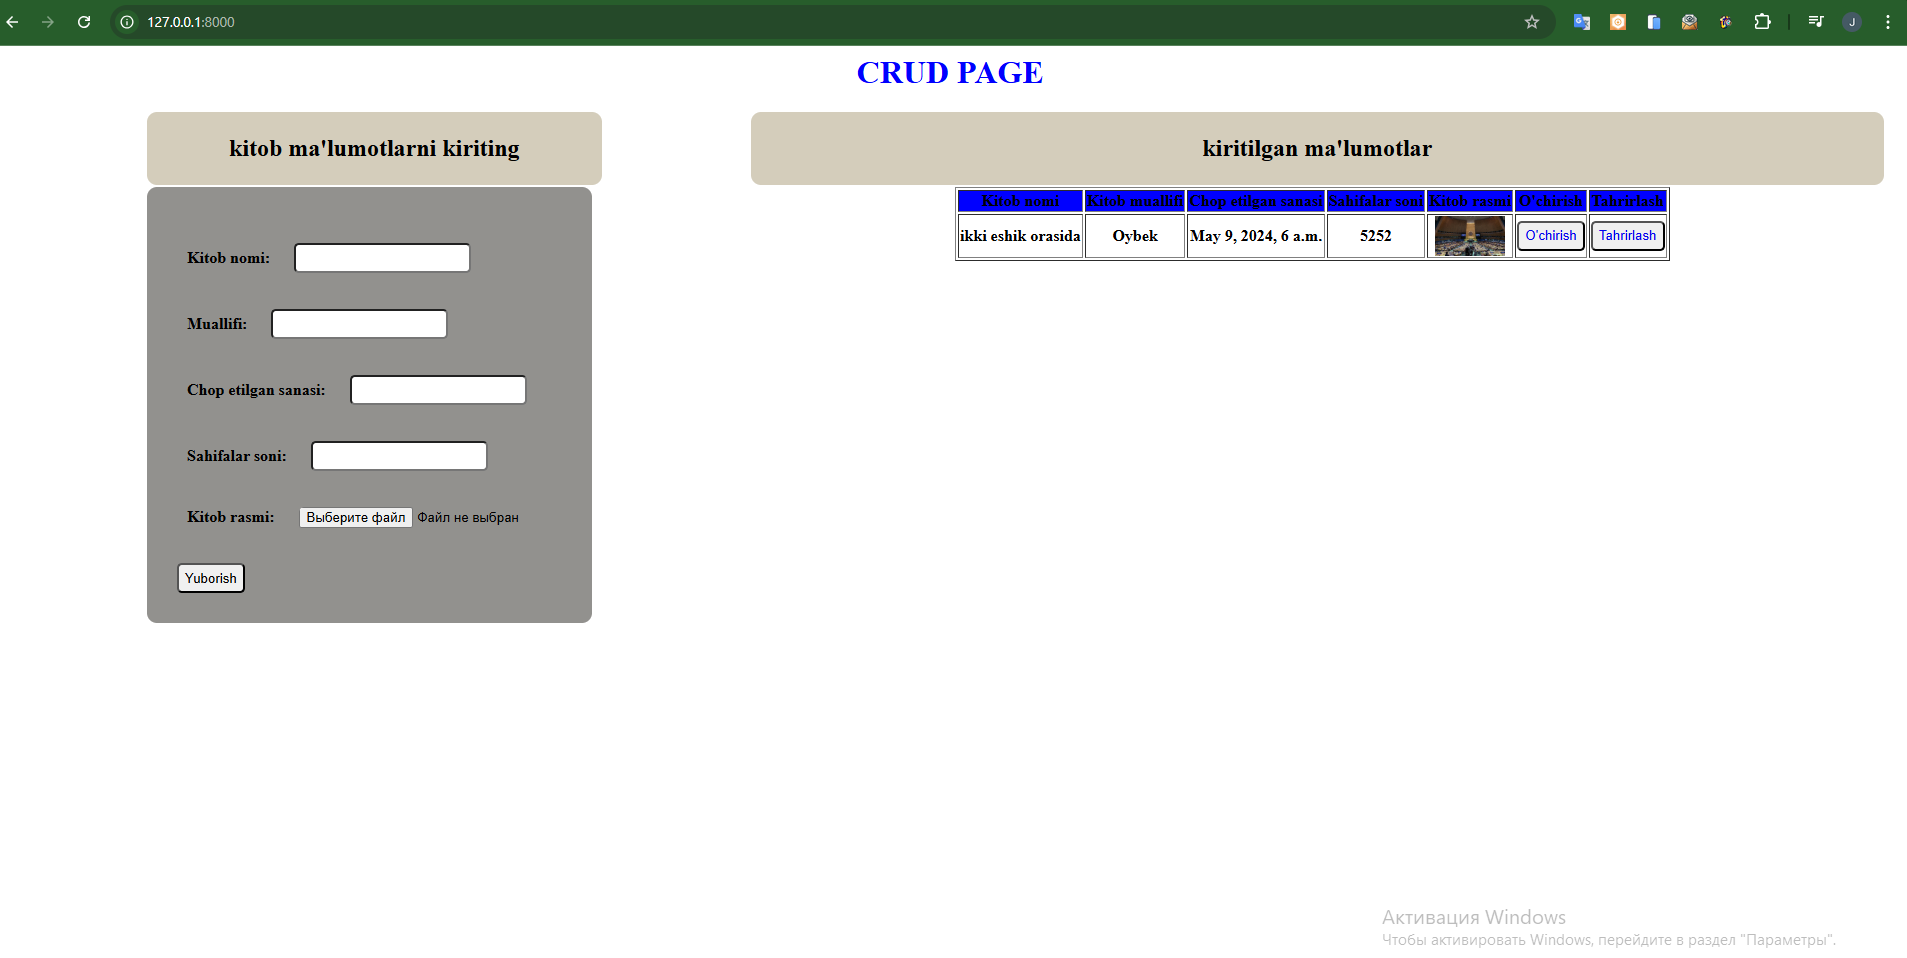 127.0.0.1:8000
J
CRUD PAGE
kitob ma'lumotlarni kiriting
Kitob nomi:
Muallifi:
Chop etilgan sanasi:
Sahifalar soni:
Kitob rasmi: Выберите файл Файл не выбран
Yuborish
kiritilgan ma'lumotlar
Kitob nomi Kitob muallifi Chop etilgan sanasi Sahifalar soni Kitob rasmi O'chirish Tahrirlash
ikki eshik orasida Oybek May 9, 2024, 6 a.m. 5252 O'chirish Tahrirlash
Активация Windows
Чтобы активировать Windows, перейдите в раздел "Параметры".